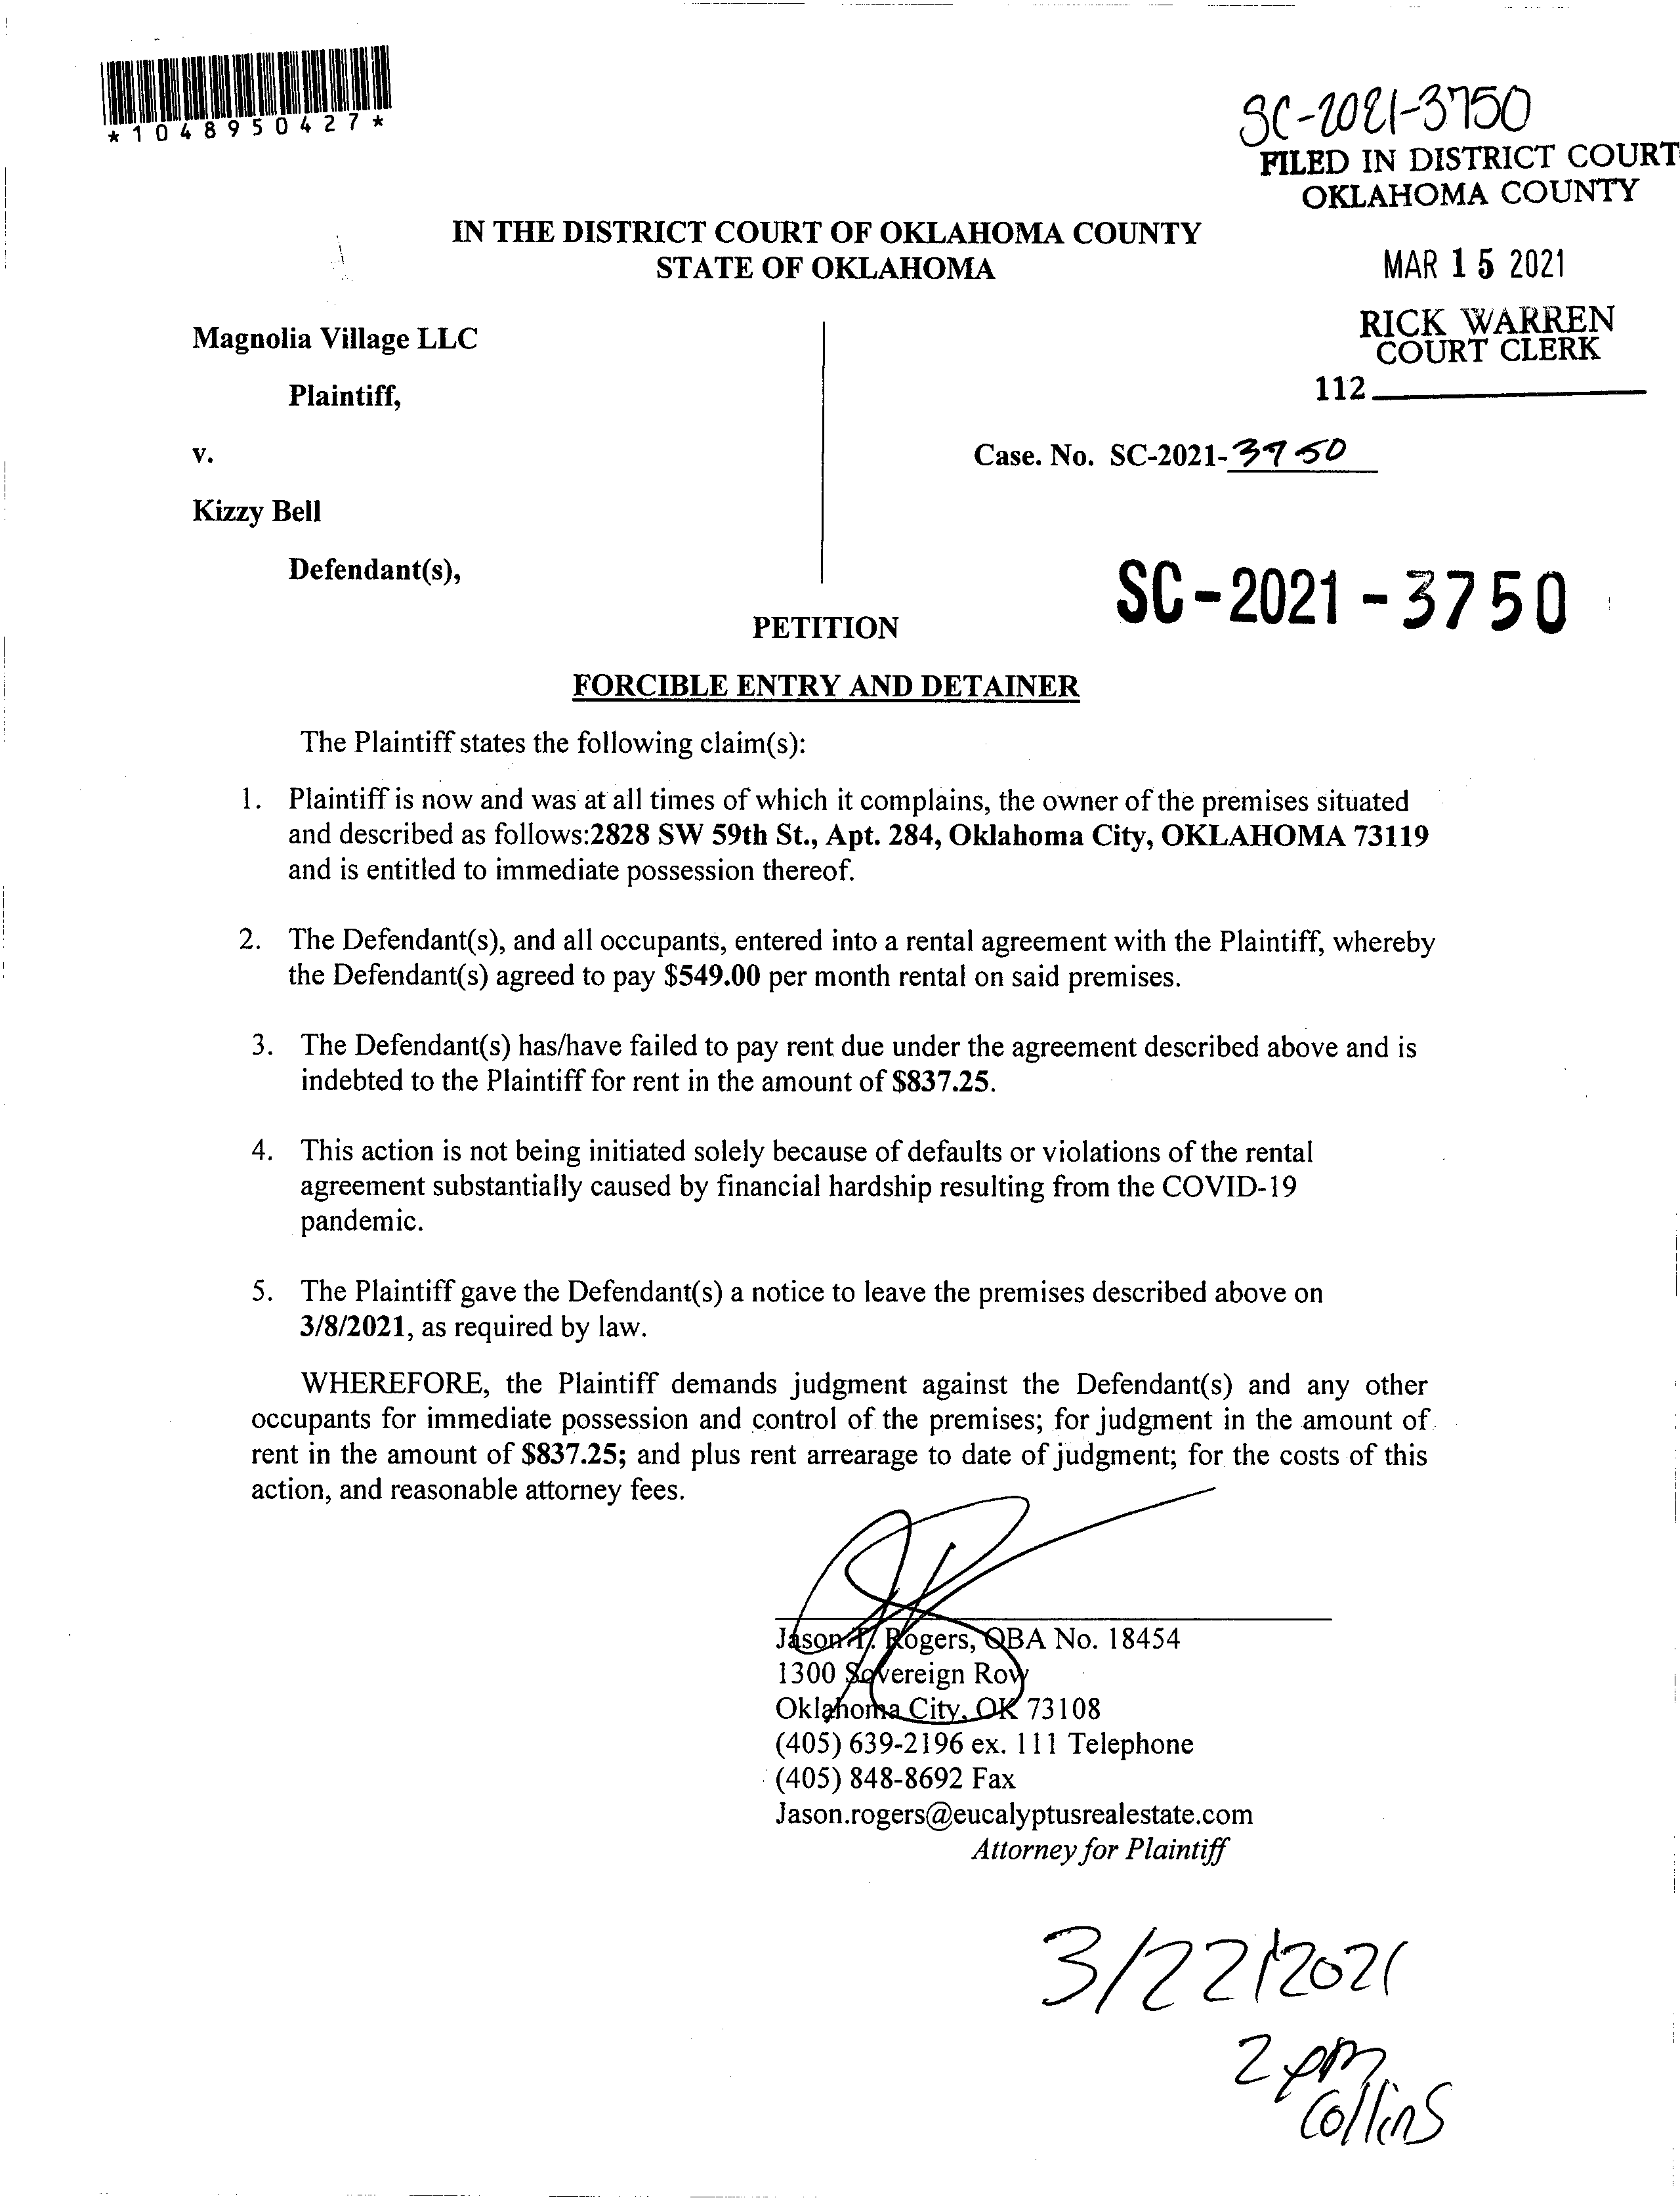 *1048950427*
SC-2021-3750
FILED IN DISTRICT COURT
OKLAHOMA COUNTY
IN THE DISTRICT COURT OF OKLAHOMA COUNTY
STATE OF OKLAHOMA
MAR 15 2021
RICK WARREN
COURT CLERK
112
Magnolia Village LLC
Plaintiff,
v.
Case. No. SC-2021-3750
Kizzy Bell
Defendant(s),
SC-2021-3750
PETITION
FORCIBLE ENTRY AND DETAINER
The Plaintiff states the following claim(s):
1. Plaintiff is now and was at all times of which it complains, the owner of the premises situated
and described as follows:2828 SW 59th St., Apt. 284, Oklahoma City, OKLAHOMA 73119
and is entitled to immediate possession thereof.
2. The Defendant(s), and all occupants, entered into a rental agreement with the Plaintiff, whereby
the Defendant(s) agreed to pay $549.00 per month rental on said premises.
3. The Defendant(s) has/have failed to pay rent due under the agreement described above and is
indebted to the Plaintiff for rent in the amount of $837.25.
4. This action is not being initiated solely because of defaults or violations of the rental
agreement substantially caused by financial hardship resulting from the COVID-19
pandemic.
5. The Plaintiff gave the Defendant(s) a notice to leave the premises described above on
3/8/2021, as required by law.
WHEREFORE, the Plaintiff demands judgment against the Defendant(s) and any other
occupants for immediate possession and control of the premises; for judgment in the amount of
rent in the amount of $837.25; and plus rent arrearage to date of judgment; for the costs of this
action, and reasonable attorney fees.
Jason T. Rogers, OBA No. 18454
1300 Sovereign Row
Oklahoma City, OK 73108
(405) 639-2196 ex. 111 Telephone
(405) 848-8692 Fax
Jason.rogers@eucalyptusrealestate.com
Attorney for Plaintiff
3/22/2021
2 pm
Collins